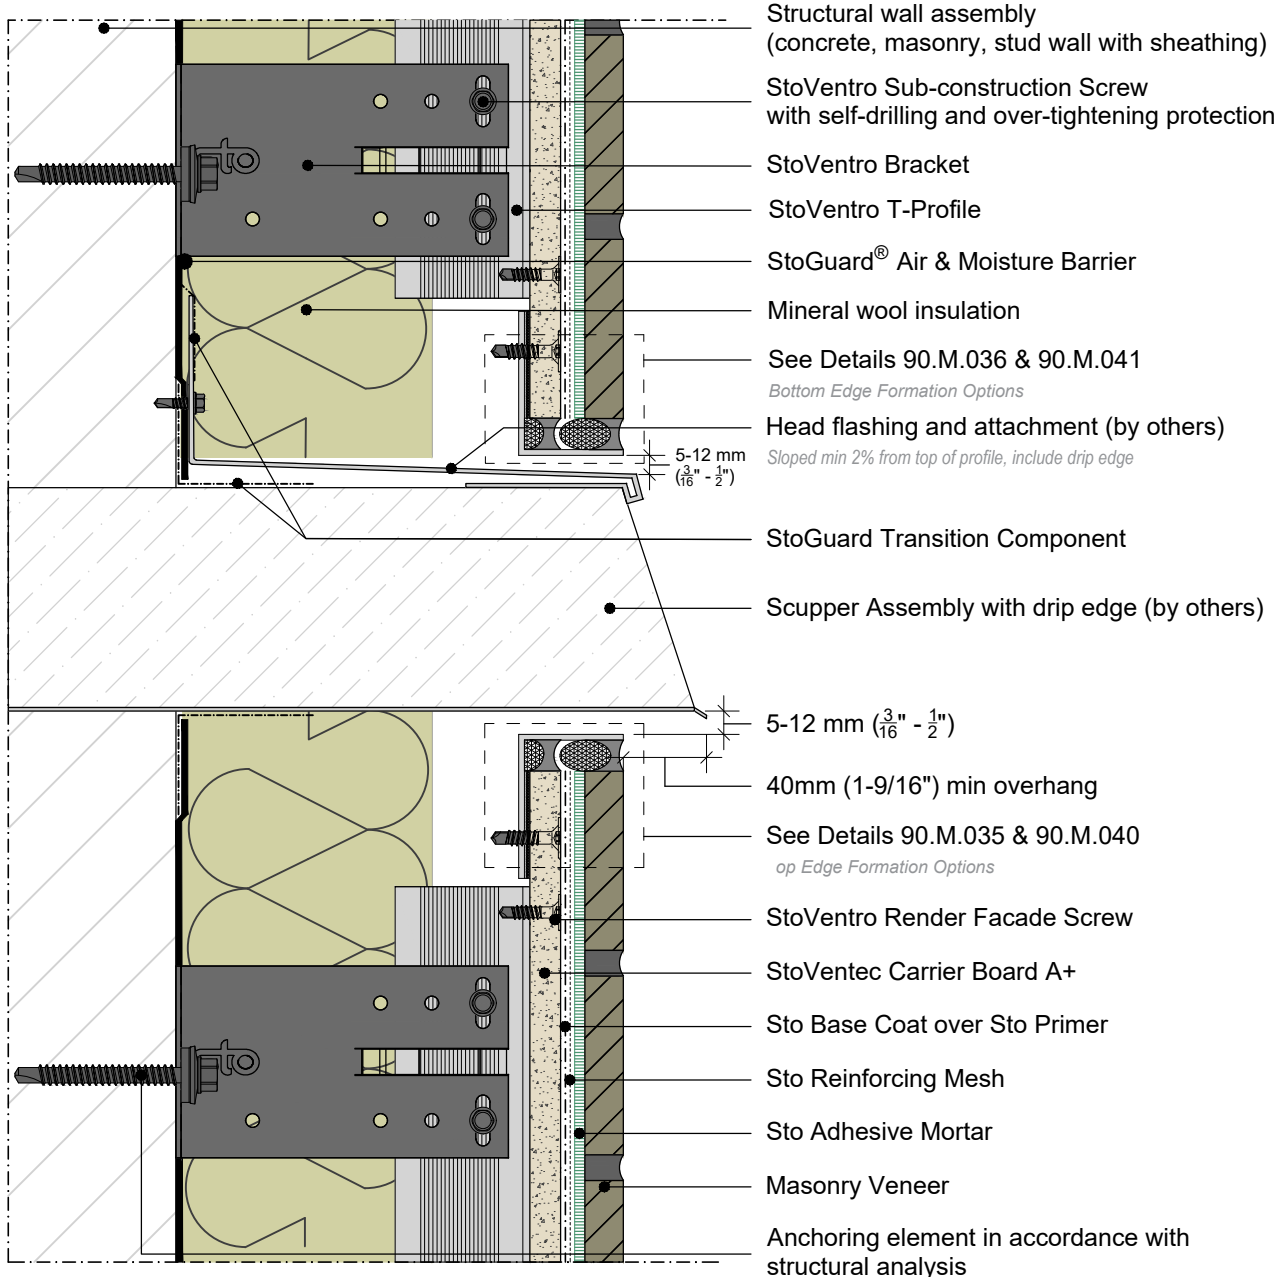 Structural wall assembly
(concrete, masonry, stud wall with sheathing)
StoVentro Sub-construction Screw
with self-drilling and over-tightening protection
StoVentro Bracket
StoVentro T-Profile
StoGuard® Air & Moisture Barrier
Mineral wool insulation
See Details 90.M.036 & 90.M.041
Bottom Edge Formation Options
Head flashing and attachment (by others)
Sloped min 2% from top of profile, include drip edge
5-12 mm
(3/16" - 1/2")
StoGuard Transition Component
Scupper Assembly with drip edge (by others)
5-12 mm (3/16" - 1/2")
40mm (1-9/16") min overhang
See Details 90.M.035 & 90.M.040
op Edge Formation Options
StoVentro Render Facade Screw
StoVentec Carrier Board A+
Sto Base Coat over Sto Primer
Sto Reinforcing Mesh
Sto Adhesive Mortar
Masonry Veneer
Anchoring element in accordance with
structural analysis